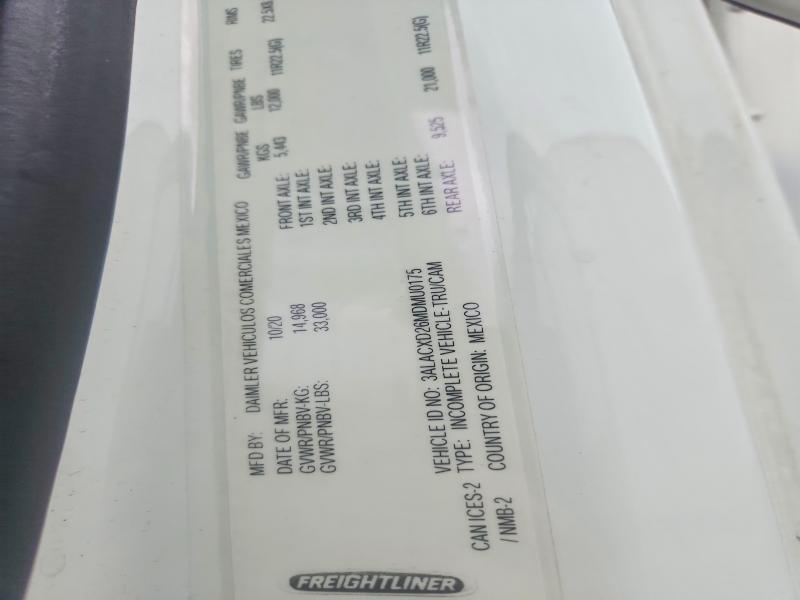 FREIGHTLINER
MFD BY: DAIMLER VEHICULOS COMERCIALES MEXICO
DATE OF MFR: 10/20
GVWR/PNBV-KG: 14,968
GVWR/PNBV-LBS: 33,000
GAWR/PNBE GAWR/PNBE TIRES RIMS
KGS LBS
FRONT AXLE: 5,443 12,000 11R22.5(G)
1ST INT AXLE:
2ND INT AXLE:
3RD INT AXLE:
4TH INT AXLE:
5TH INT AXLE:
6TH INT AXLE:
REAR AXLE: 9,525 21,000 11R22.5(G)
VEHICLE ID NO: 3ALACXD26MDMU0175
CAN ICES-2 TYPE: INCOMPLETE VEHICLE-TRU/CAM
/ NMB-2 COUNTRY OF ORIGIN: MEXICO